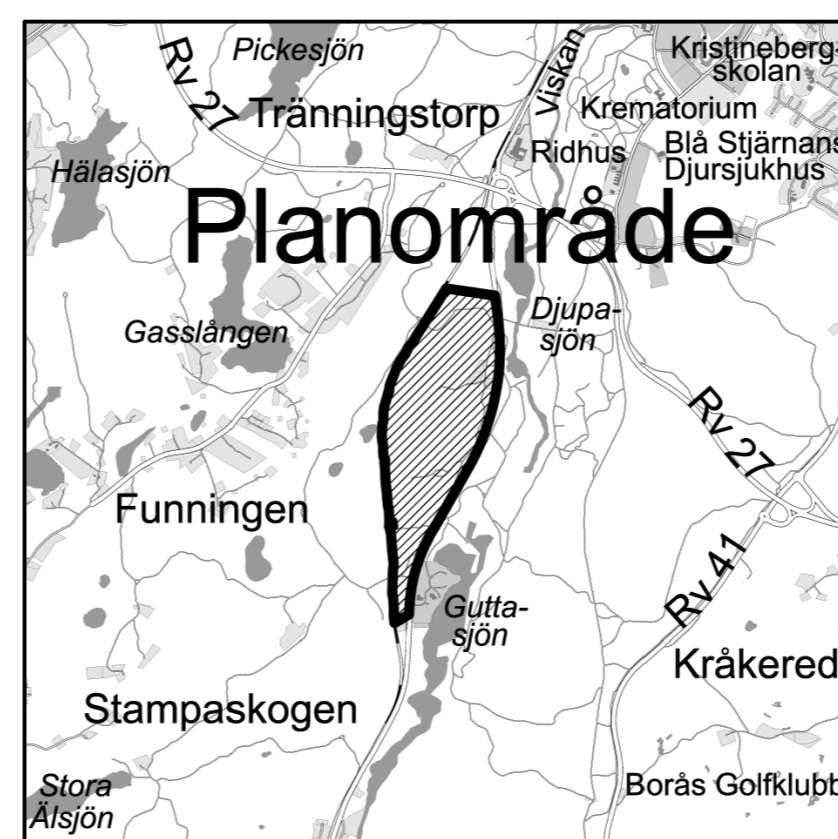 Pickesjön
Rv 27
Viskan
Kristineberg-
skolan
Tränningstorp
Krematorium
Hälasjön
Ridhus
Blå Stjärnans
Djursjukhus
Planområde
Gasslången
Djupa-
sjön
Rv 27
Funningen
Rv 41
Gutta-
sjön
Kråkered
Stampaskogen
Stora
Älsjön
Borås Golfklubb